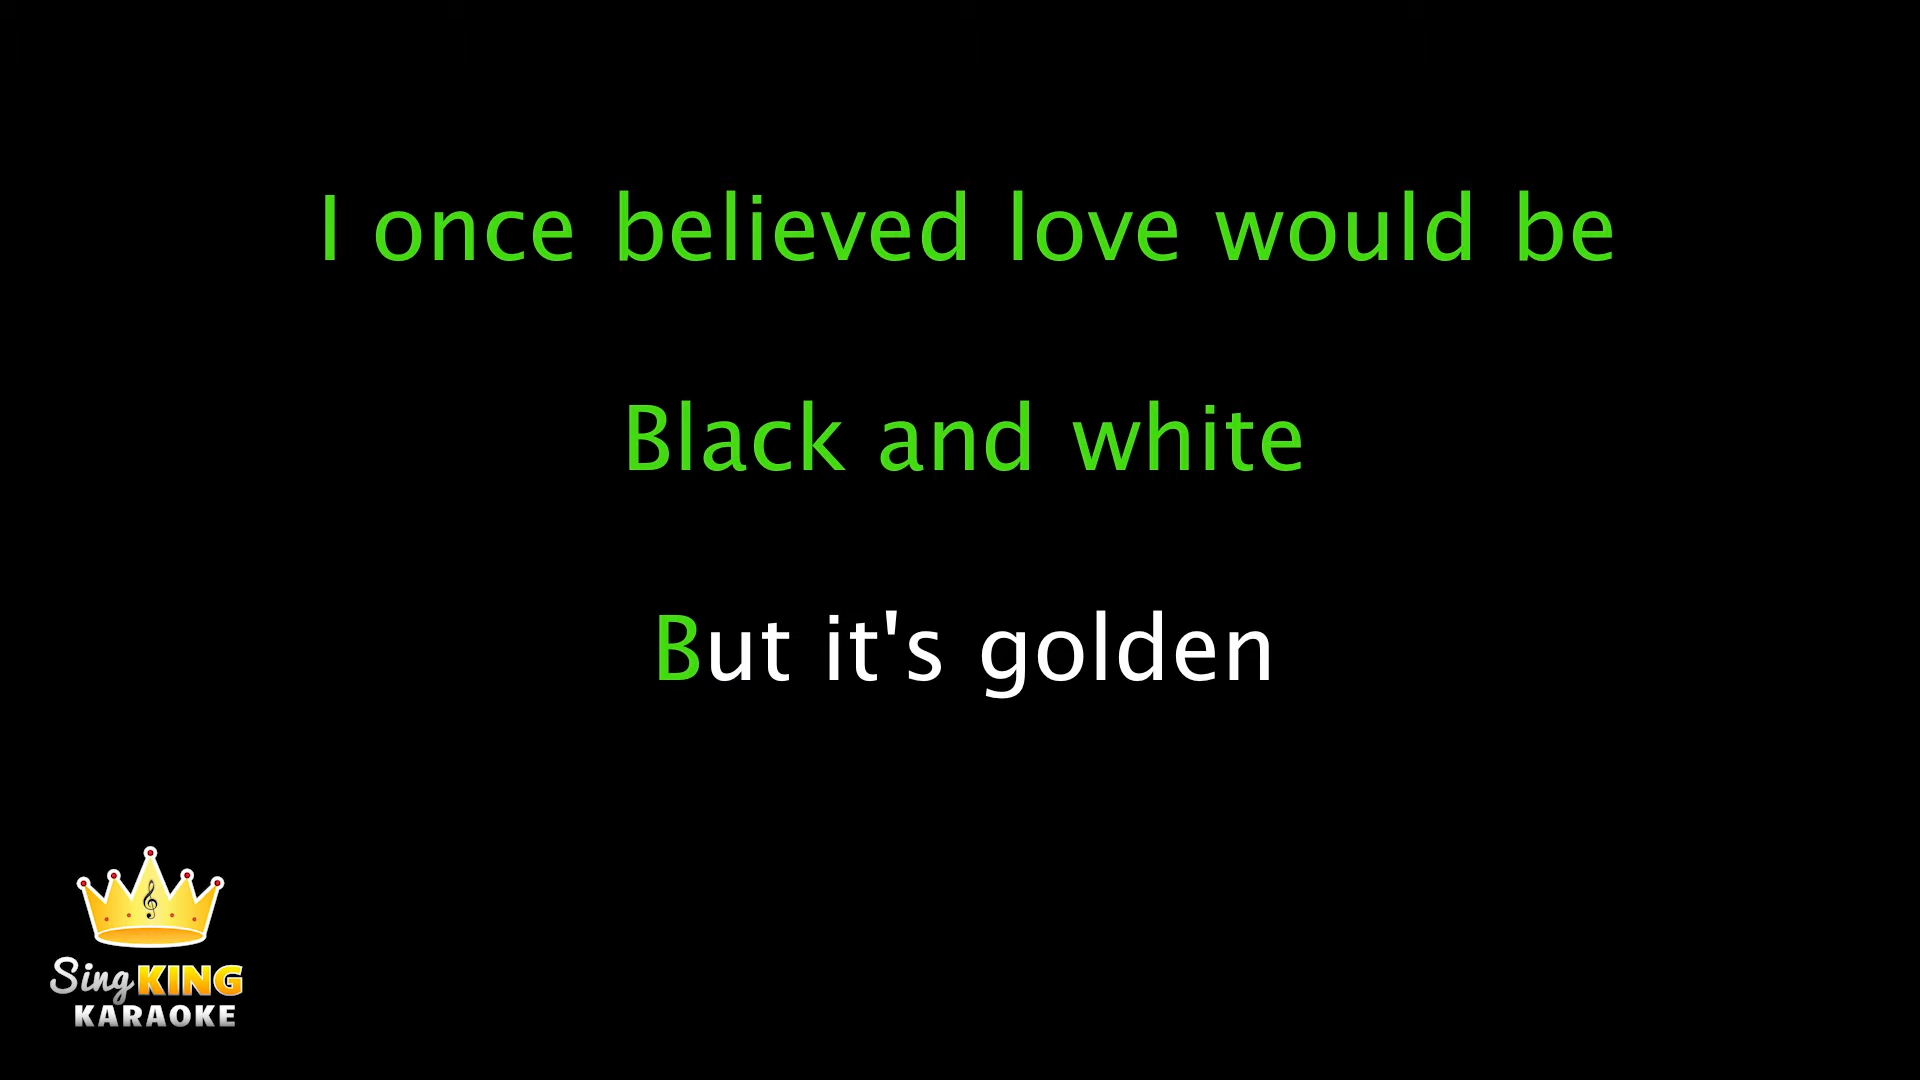 I once believed love would be
Black and white
But it's golden
Sing KING
KARAOKE